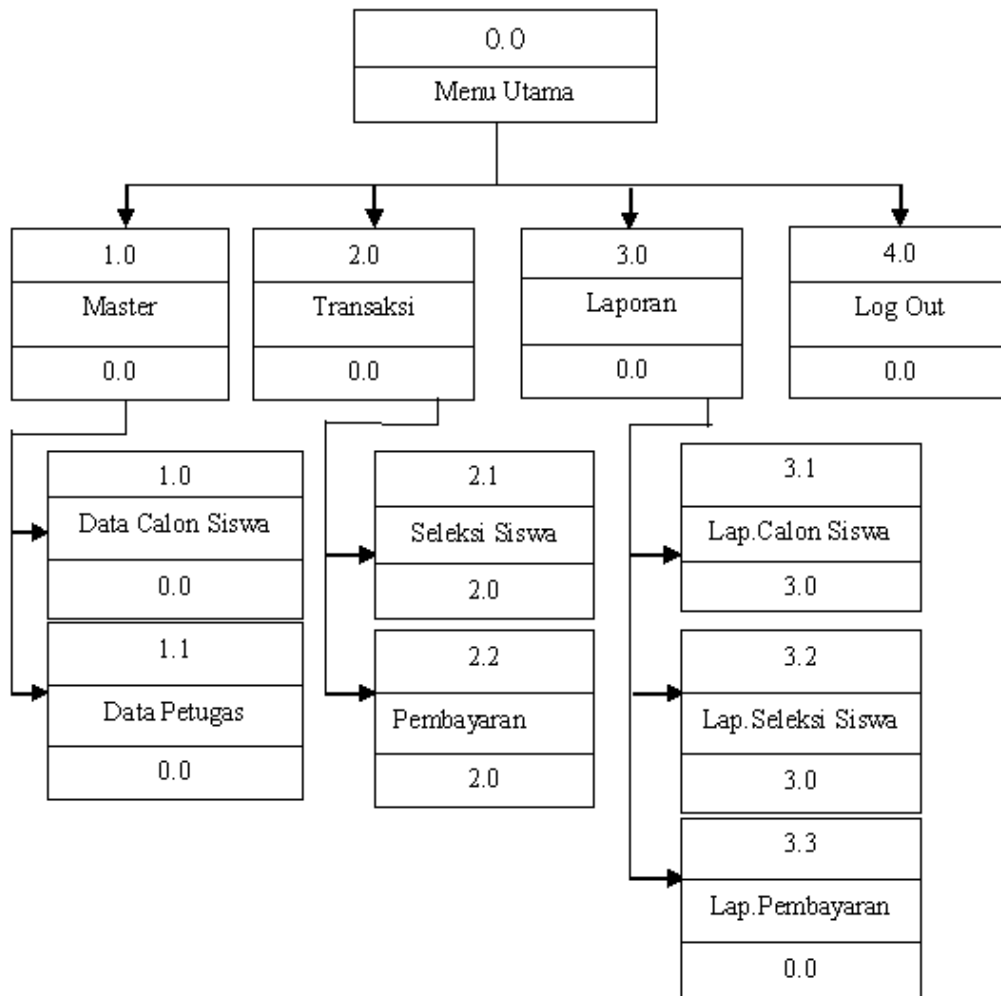 0.0
Menu Utama
1.0
Master
0.0
2.0
Transaksi
0.0
3.0
Laporan
0.0
4.0
Log Out
0.0
1.0
Data Calon Siswa
0.0
1.1
Data Petugas
0.0
2.1
Seleksi Siswa
2.0
2.2
Pembayaran
2.0
3.1
Lap.Calon Siswa
3.0
3.2
Lap.Seleksi Siswa
3.0
3.3
Lap.Pembayaran
0.0